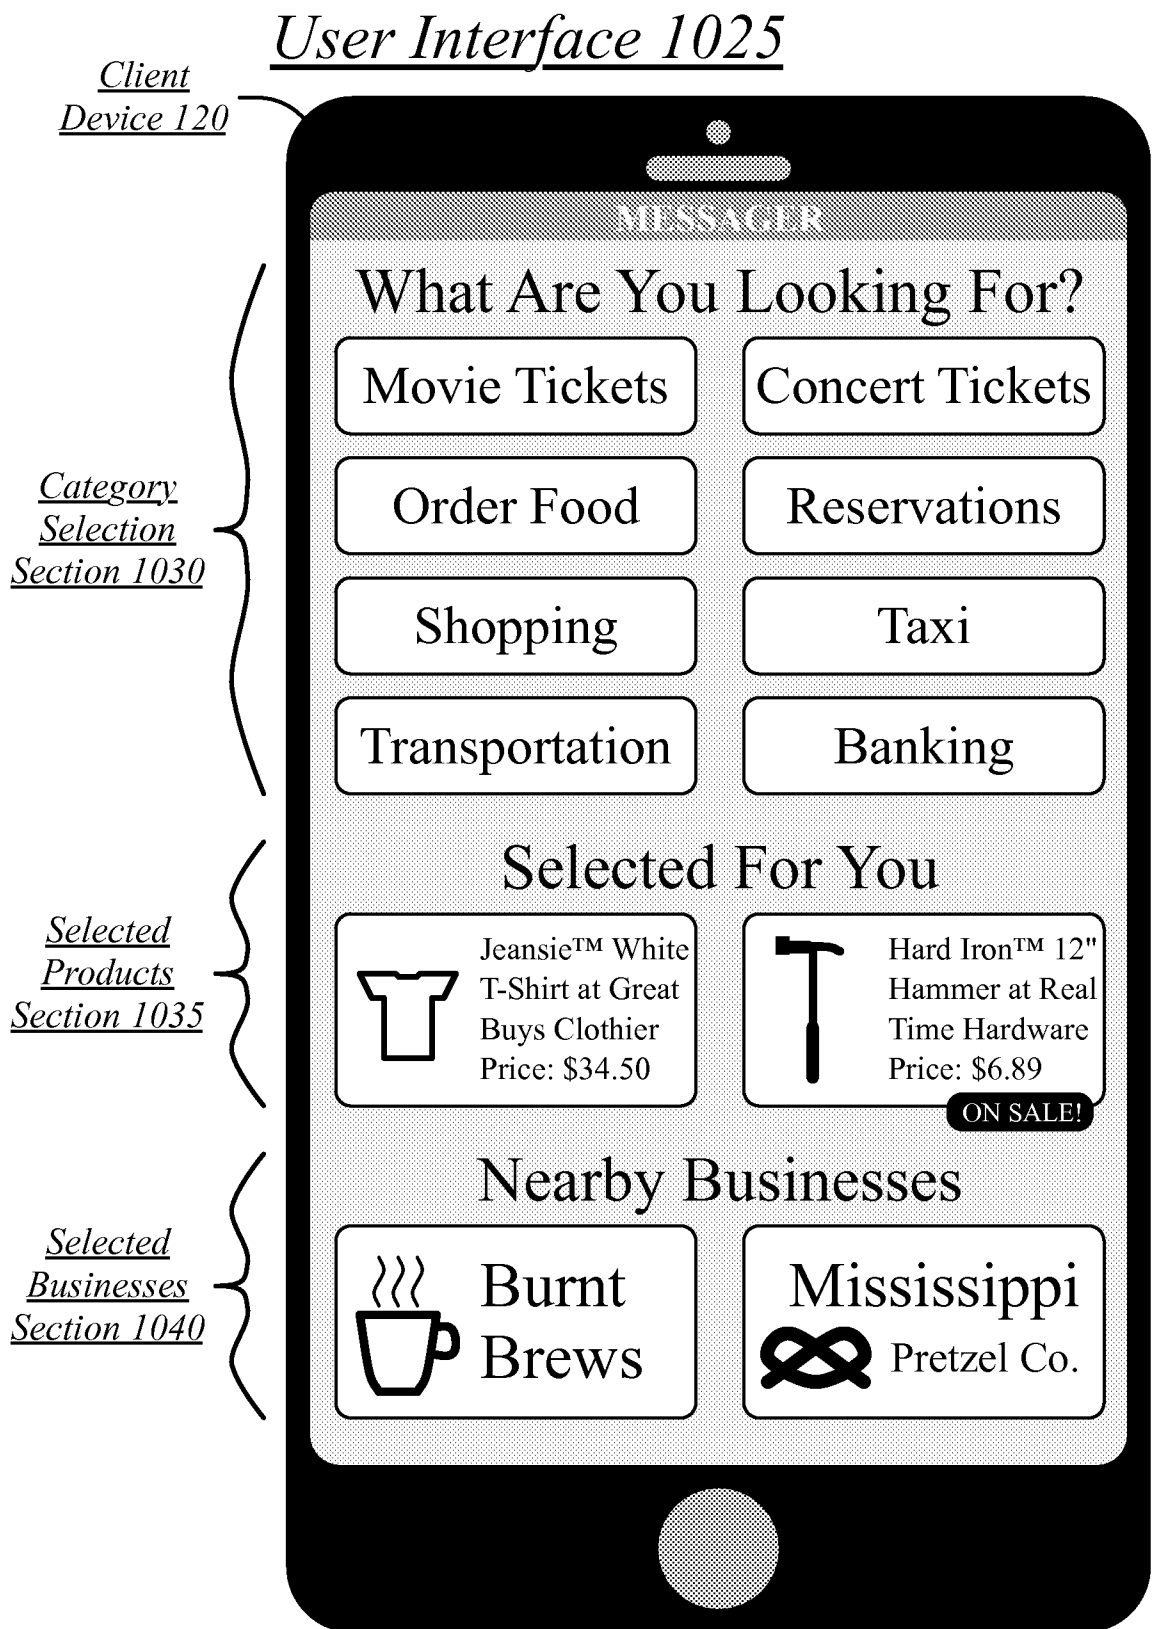 User Interface 1025
Client
Device 120
MESSAGER
What Are You Looking For?
Movie Tickets
Concert Tickets
Order Food
Reservations
Category
Selection
Section 1030
Shopping
Taxi
Transportation
Banking
Selected For You
Selected
Products
Section 1035
Jeansie™ White
T-Shirt at Great
Buys Clothier
Price: $34.50
Hard Iron™ 12"
Hammer at Real
Time Hardware
Price: $6.89
ON SALE!
Nearby Businesses
Selected
Businesses
Section 1040
Burnt
Brews
Mississippi
Pretzel Co.